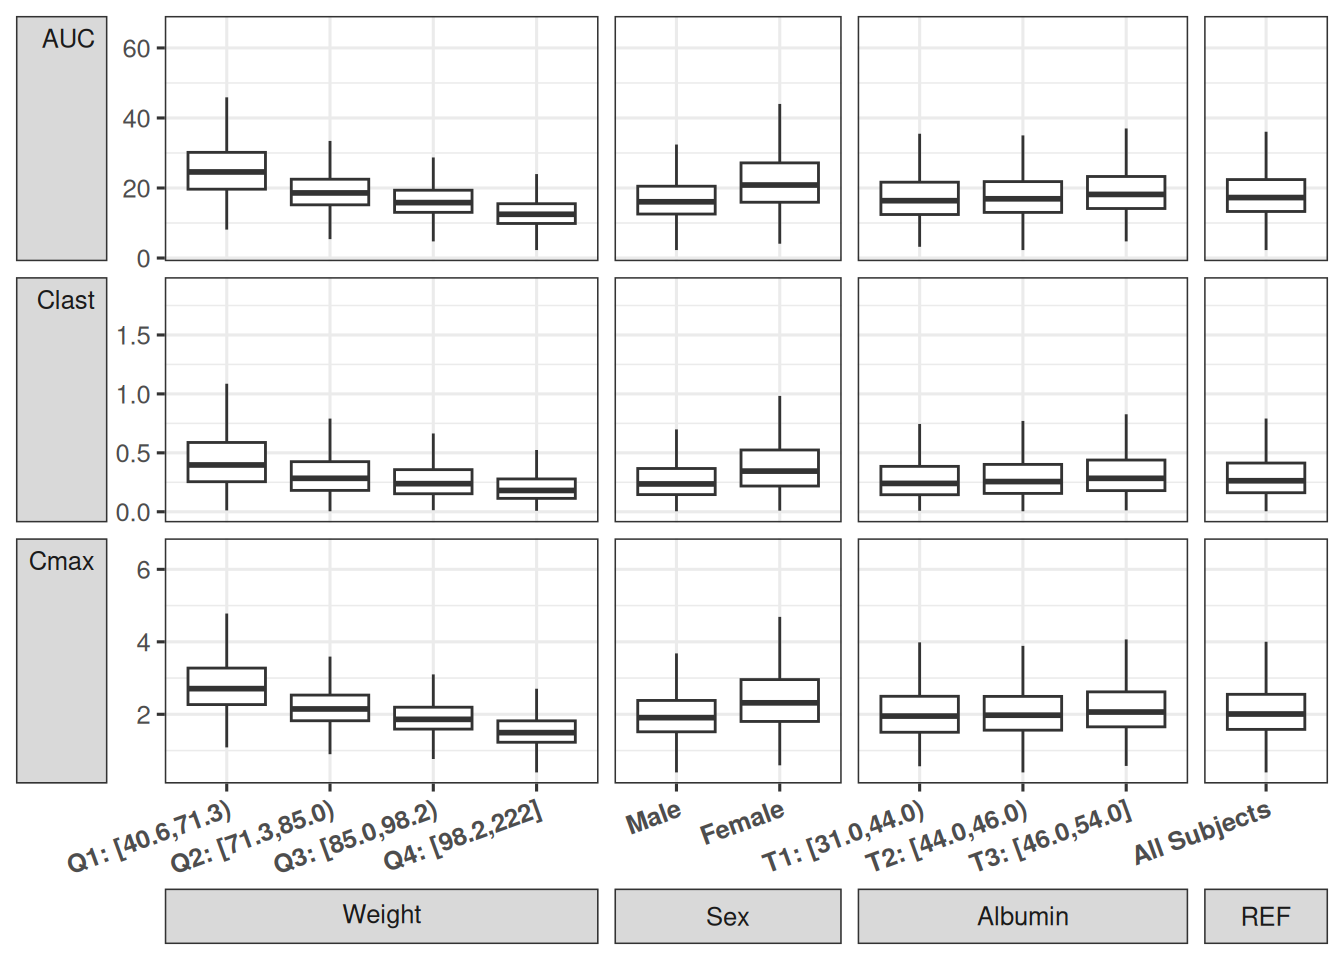 AUC
60
40
20
0
Clast
1.5
1.0
0.5
0.0
Cmax
6
4
2
Q1: [40.6,71.3)
Q2: [71.3,85.0)
Q3: [85.0,98.2)
Q4: [98.2,222]
Male
Female
T1: [31.0,44.0)
T2: [44.0,46.0)
T3: [46.0,54.0]
All Subjects
Weight
Sex
Albumin
REF